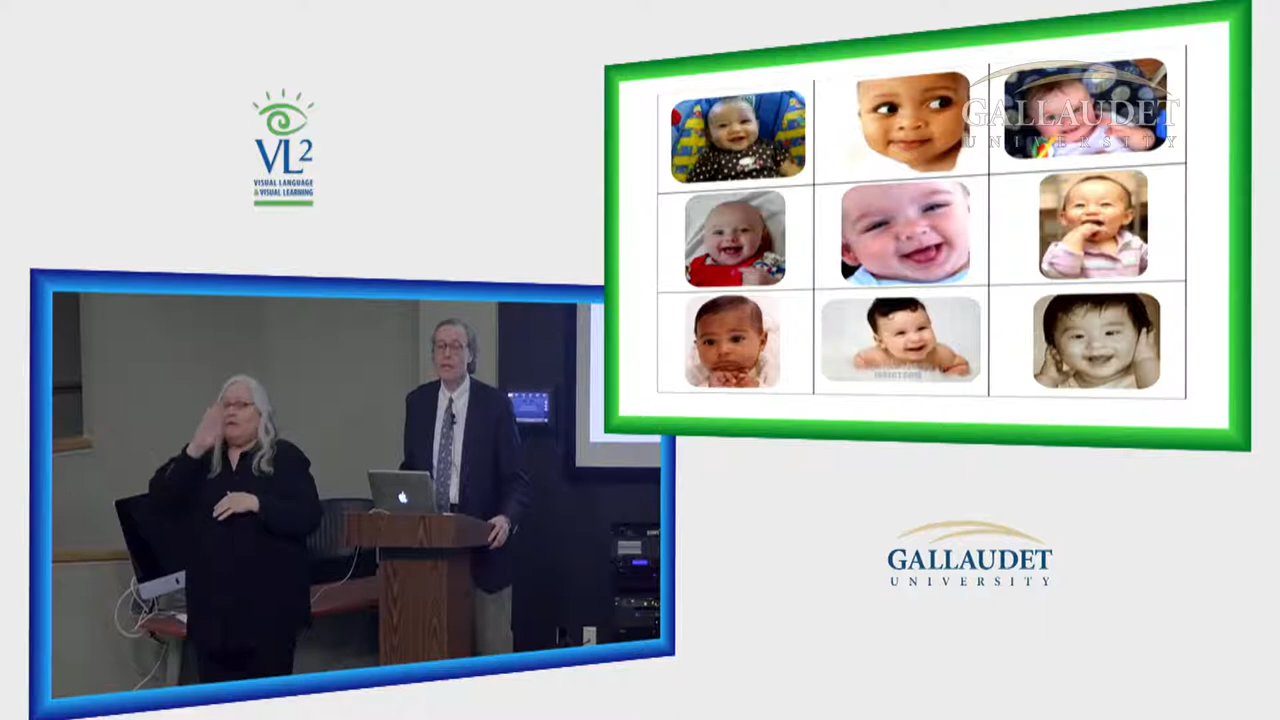 VL2
VISUAL LANGUAGE
& VISUAL LEARNING
GALLAUDET
UNIVERSITY
GALLAUDET
UNIVERSITY